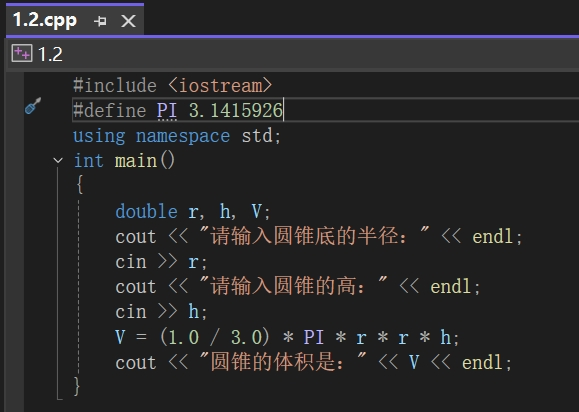 1.2.cpp
1.2
#include <iostream>
#define PI 3.1415926
using namespace std;
int main()
{
double r, h, V;
cout << "请输入圆锥底的半径：" << endl;
cin >> r;
cout << "请输入圆锥的高：" << endl;
cin >> h;
V = (1.0 / 3.0) * PI * r * r * h;
cout << "圆锥的体积是：" << V << endl;
}